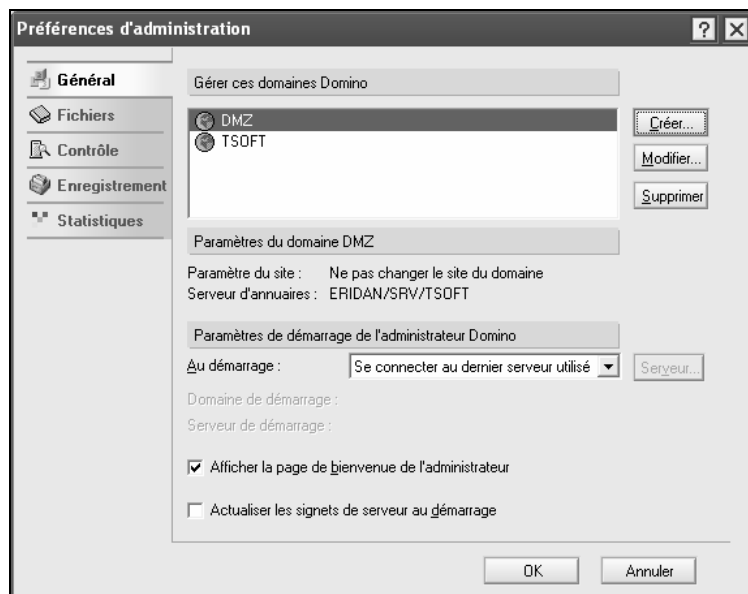 Préférences d'administration
Général
Fichiers
Contrôle
Enregistrement
Statistiques
Gérer ces domaines Domino
DMZ
TSOFT
Créer...
Modifier...
Supprimer
Paramètres du domaine DMZ
Paramètre du site : Ne pas changer le site du domaine
Serveur d'annuaires : ERIDAN/SRV/TSOFT
Paramètres de démarrage de l'administrateur Domino
Au démarrage : Se connecter au dernier serveur utilisé Serveur...
Domaine de démarrage :
Serveur de démarrage :
Afficher la page de bienvenue de l'administrateur
Actualiser les signets de serveur au démarrage
OK Annuler